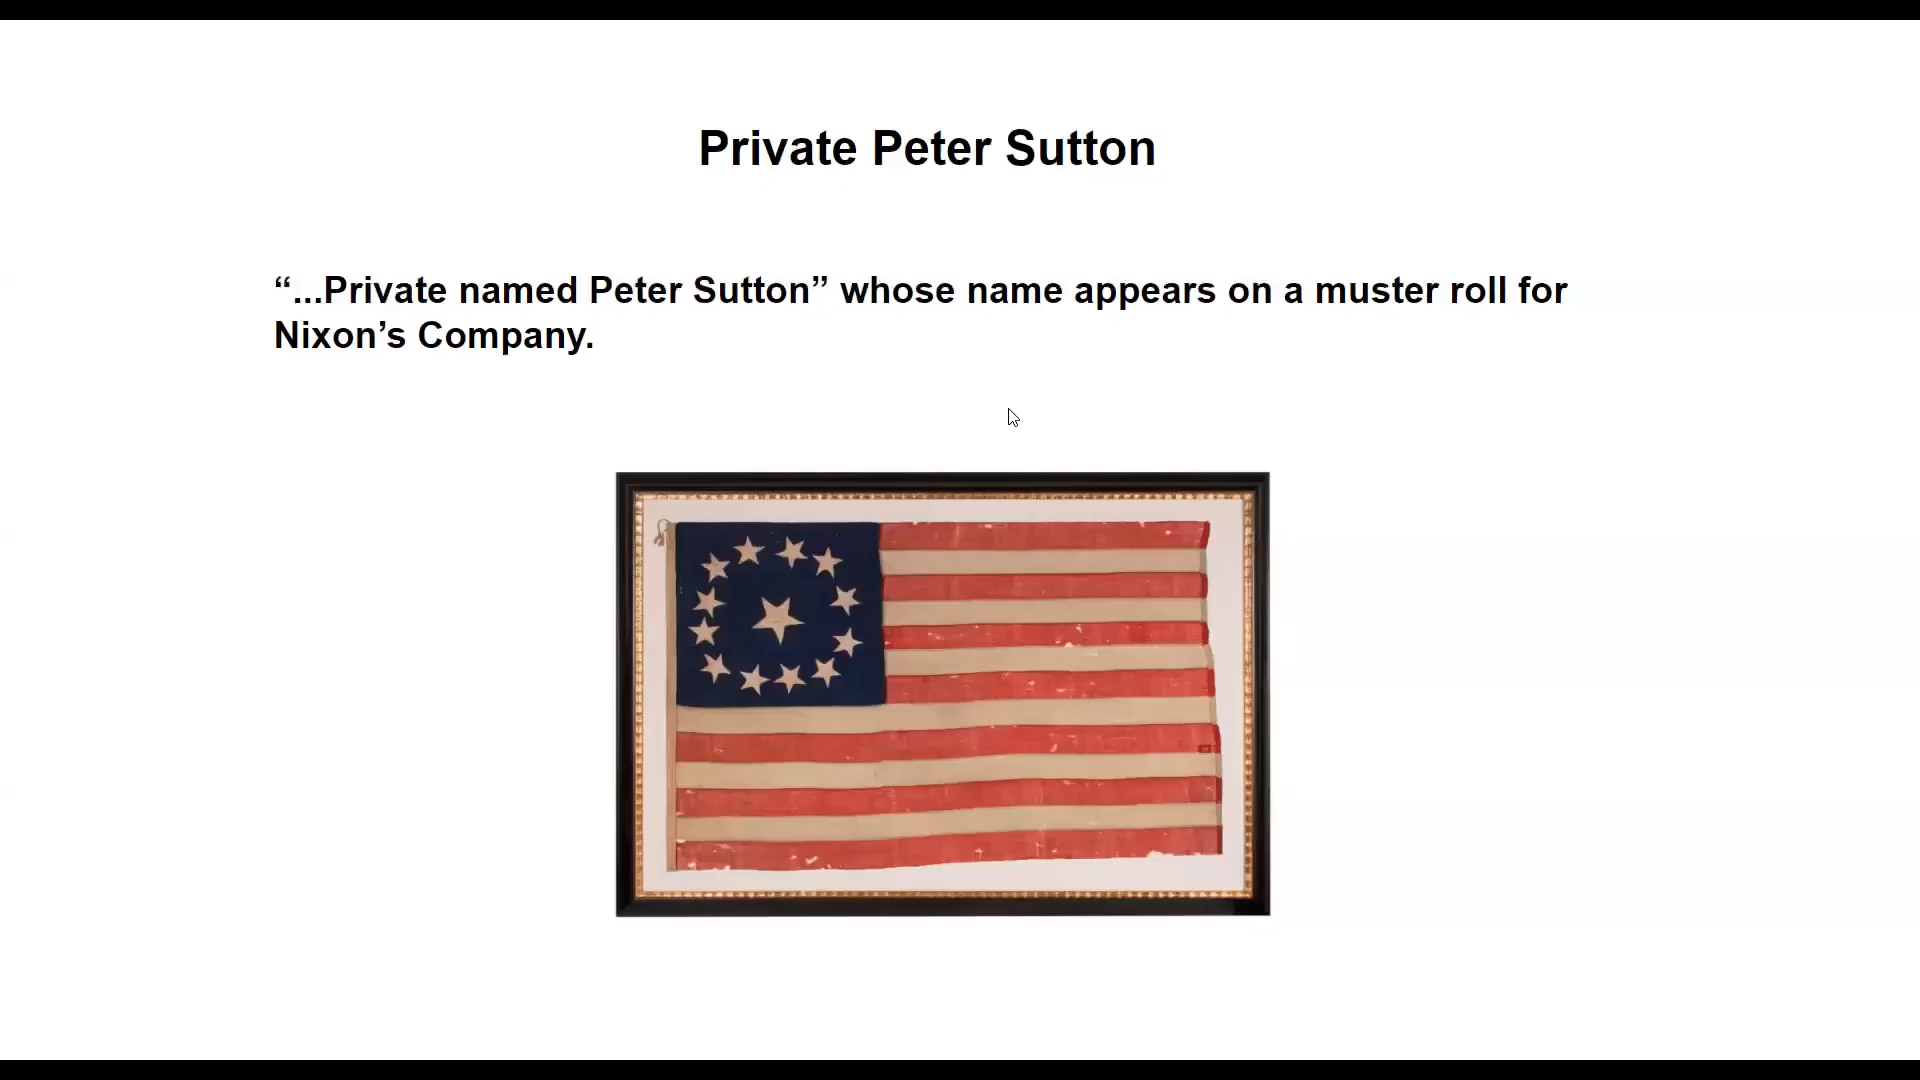 Private Peter Sutton
“...Private named Peter Sutton” whose name appears on a muster roll for
Nixon’s Company.